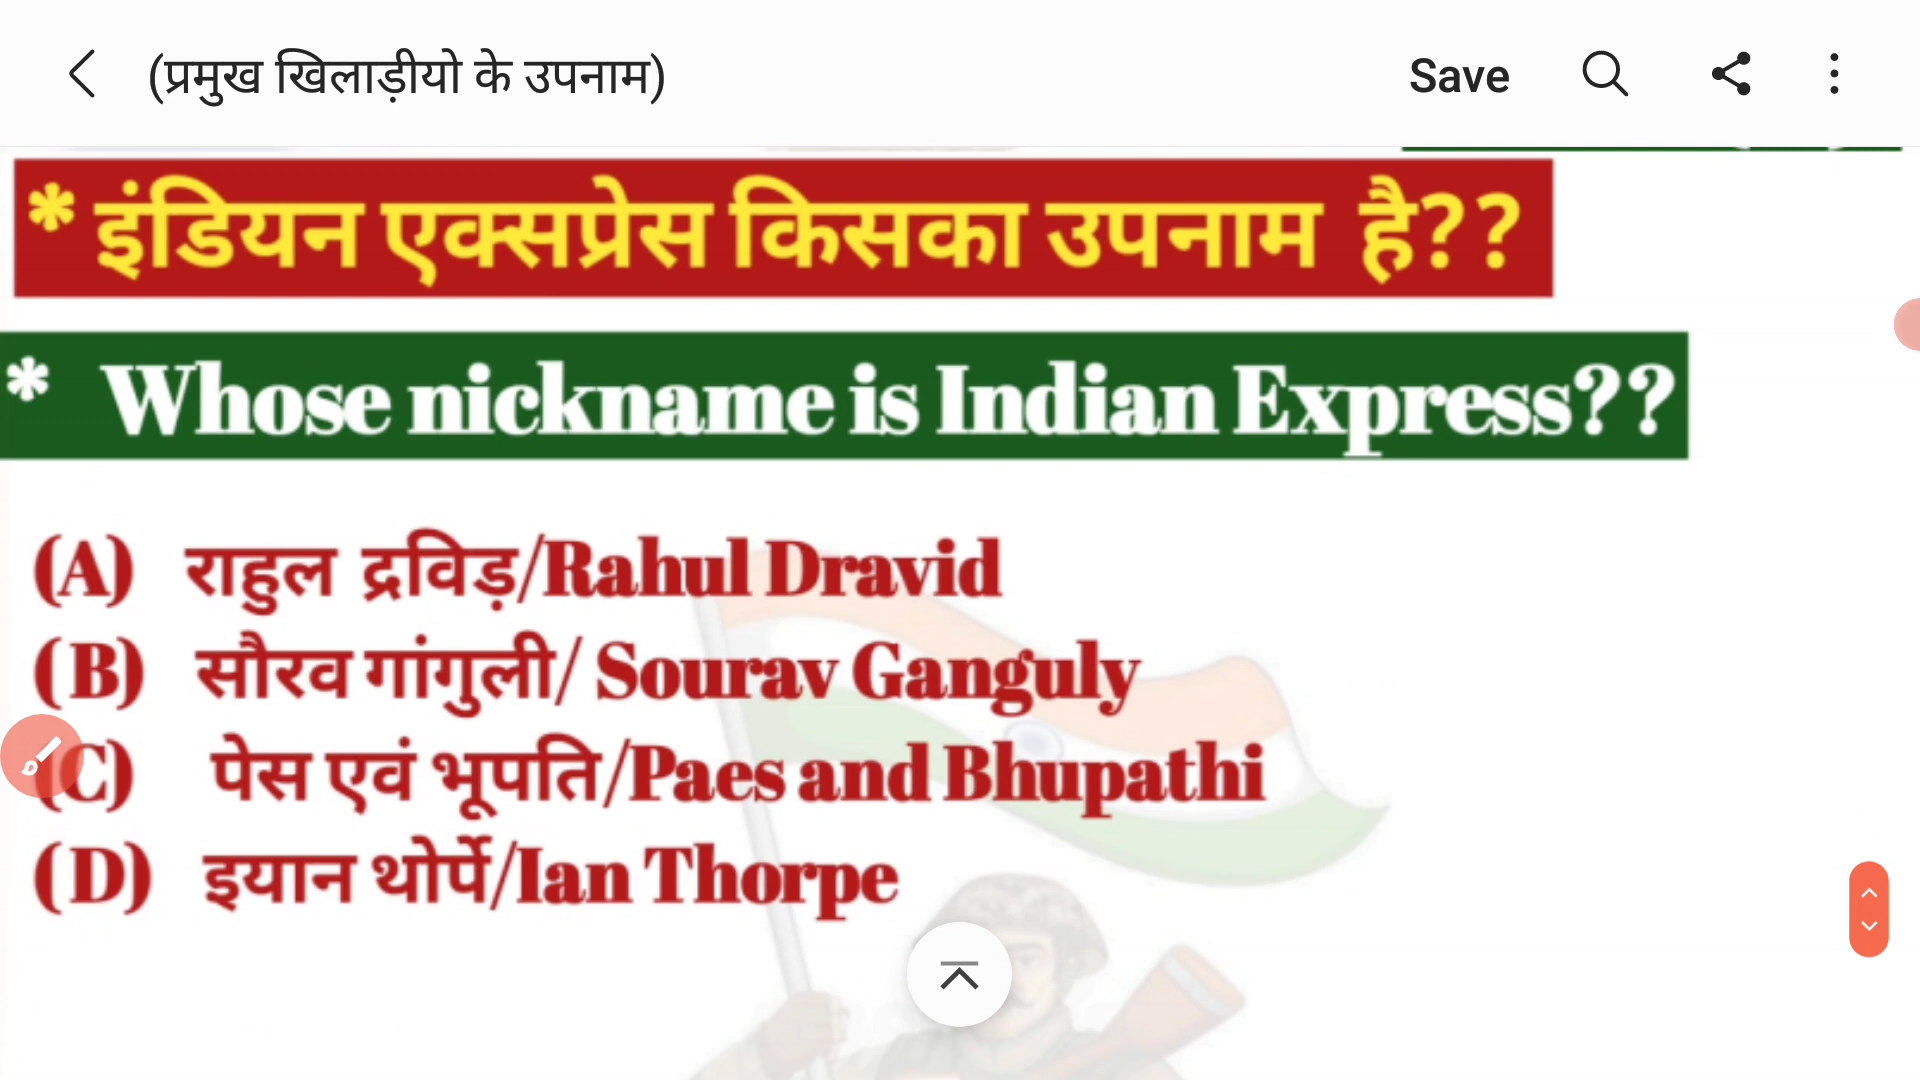 (प्रमुख खिलाड़ीयो के उपनाम)
Save
* इंडियन एक्सप्रेस किसका उपनाम है??
* Whose nickname is Indian Express??
(A) राहुल द्रविड़/Rahul Dravid
(B) सौरव गांगुली/ Sourav Ganguly
(C) पेस एवं भूपति/Paes and Bhupathi
(D) इयान थोर्पे/Ian Thorpe